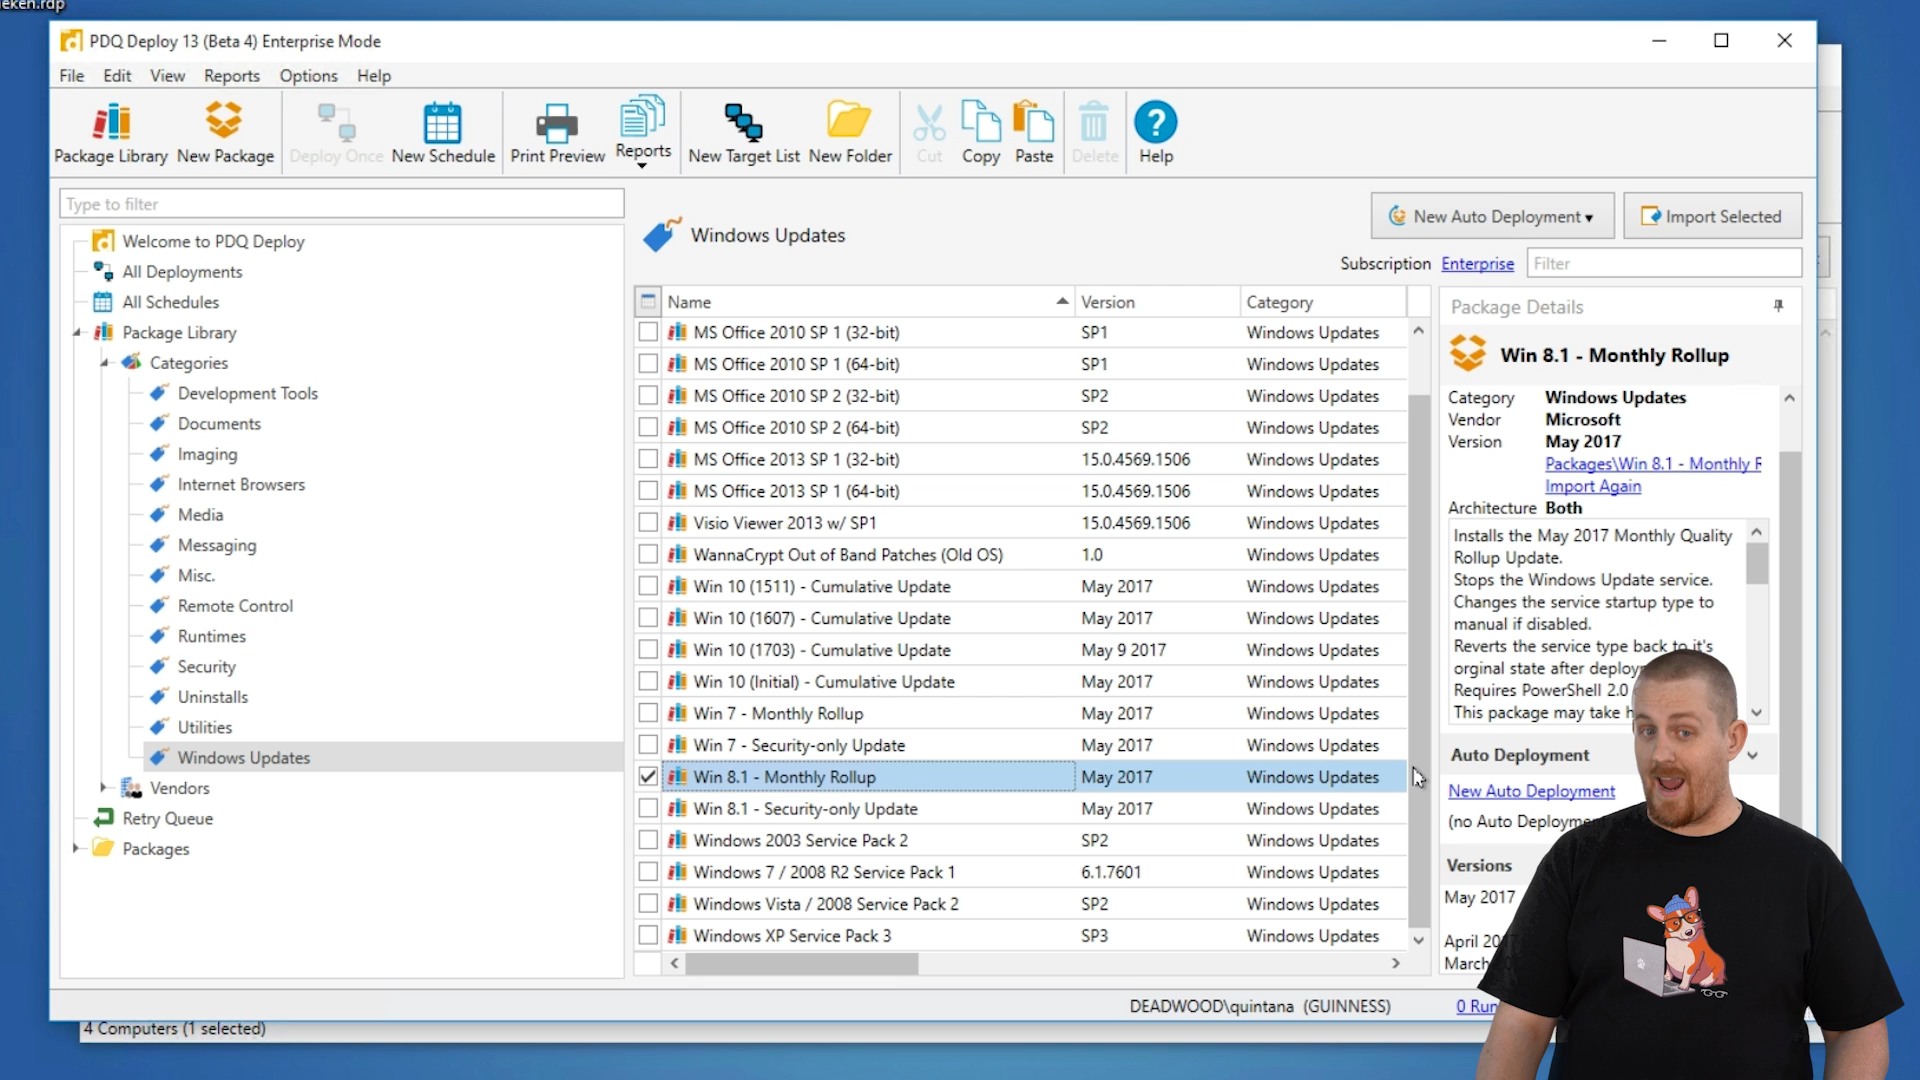 eken.rdp
PDQ Deploy 13 (Beta 4) Enterprise Mode
File Edit View Reports Options Help
Package Library New Package Deploy Once New Schedule Print Preview Reports New Target List New Folder Cut Copy Paste Delete Help
Type to filter
Welcome to PDQ Deploy
All Deployments
All Schedules
Package Library
Categories
Development Tools
Documents
Imaging
Internet Browsers
Media
Messaging
Misc.
Remote Control
Runtimes
Security
Uninstalls
Utilities
Windows Updates
Vendors
Retry Queue
Packages
Windows Updates
New Auto Deployment
Import Selected
Subscription Enterprise Filter
Name Version Category
MS Office 2010 SP 1 (32-bit) SP1 Windows Updates
MS Office 2010 SP 1 (64-bit) SP1 Windows Updates
MS Office 2010 SP 2 (32-bit) SP2 Windows Updates
MS Office 2010 SP 2 (64-bit) SP2 Windows Updates
MS Office 2013 SP 1 (32-bit) 15.0.4569.1506 Windows Updates
MS Office 2013 SP 1 (64-bit) 15.0.4569.1506 Windows Updates
Visio Viewer 2013 w/ SP1 15.0.4569.1506 Windows Updates
WannaCrypt Out of Band Patches (Old OS) 1.0 Windows Updates
Win 10 (1511) - Cumulative Update May 2017 Windows Updates
Win 10 (1607) - Cumulative Update May 2017 Windows Updates
Win 10 (1703) - Cumulative Update May 9 2017 Windows Updates
Win 10 (Initial) - Cumulative Update May 2017 Windows Updates
Win 7 - Monthly Rollup May 2017 Windows Updates
Win 7 - Security-only Update May 2017 Windows Updates
Win 8.1 - Monthly Rollup May 2017 Windows Updates
Win 8.1 - Security-only Update May 2017 Windows Updates
Windows 2003 Service Pack 2 SP2 Windows Updates
Windows 7 / 2008 R2 Service Pack 1 6.1.7601 Windows Updates
Windows Vista / 2008 Service Pack 2 SP2 Windows Updates
Windows XP Service Pack 3 SP3 Windows Updates
Package Details
Win 8.1 - Monthly Rollup
Category Windows Updates
Vendor Microsoft
Version May 2017
Packages\Win 8.1 - Monthly R
Import Again
Architecture Both
Installs the May 2017 Monthly Quality
Rollup Update.
Stops the Windows Update service.
Changes the service startup type to
manual if disabled.
Reverts the service type back to it's
orginal state after deploy
Requires PowerShell 2.0
This package may take h
Auto Deployment
New Auto Deployment
(no Auto Deployme
Versions
May 2017
April 20
March
DEADWOOD\quintana (GUINNESS) 0 Run
4 Computers (1 selected)